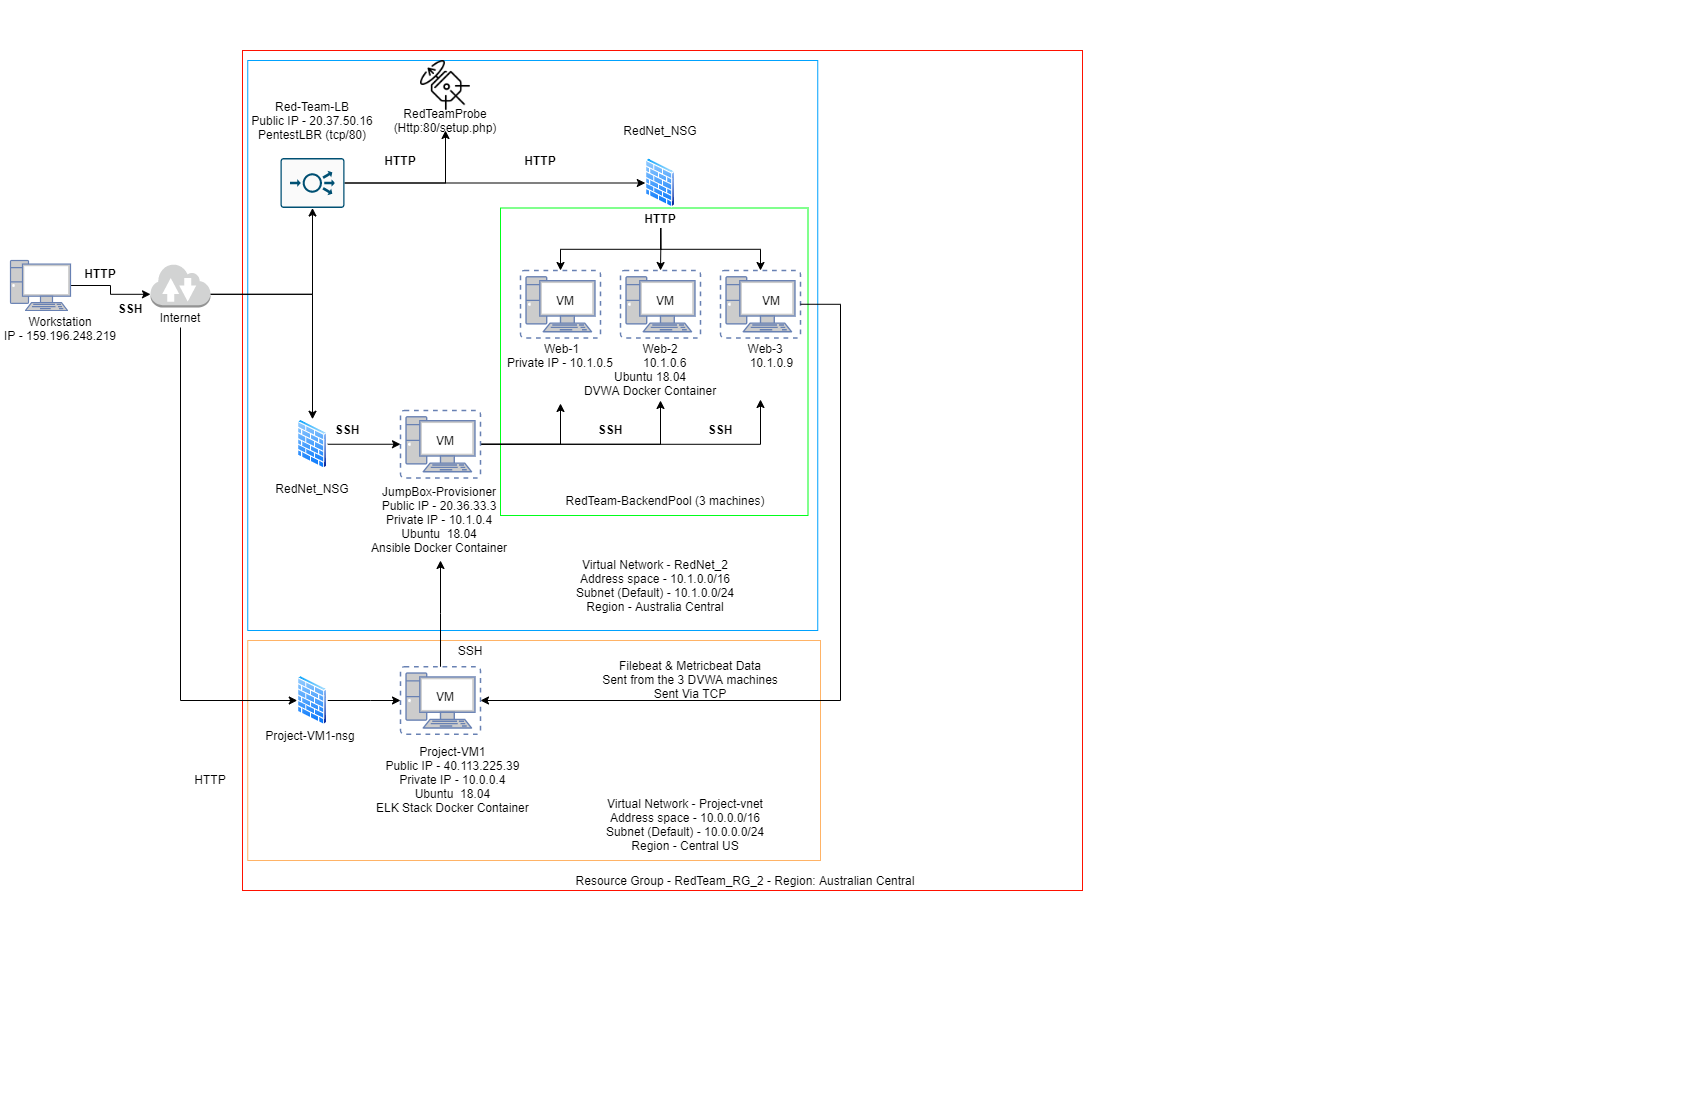 Red-Team-LB
Public IP - 20.37.50.16
PentestLBR (tcp/80)
RedTeamProbe
(Http:80/setup.php)
RedNet_NSG
HTTP
HTTP
HTTP
HTTP
SSH
Workstation
IP - 159.196.248.219
Internet
VM
VM
VM
Web-1
Private IP - 10.1.0.5
Web-2
10.1.0.6
Ubuntu 18.04
DVWA Docker Container
Web-3
10.1.0.9
SSH
SSH
SSH
VM
RedNet_NSG
JumpBox-Provisioner
Public IP - 20.36.33.3
Private IP - 10.1.0.4
Ubuntu 18.04
Ansible Docker Container
RedTeam-BackendPool (3 machines)
Virtual Network - RedNet_2
Address space - 10.1.0.0/16
Subnet (Default) - 10.1.0.0/24
Region - Australia Central
SSH
Filebeat & Metricbeat Data
Sent from the 3 DVWA machines
Sent Via TCP
VM
Project-VM1-nsg
Project-VM1
Public IP - 40.113.225.39
Private IP - 10.0.0.4
Ubuntu 18.04
ELK Stack Docker Container
HTTP
Virtual Network - Project-vnet
Address space - 10.0.0.0/16
Subnet (Default) - 10.0.0.0/24
Region - Central US
Resource Group - RedTeam_RG_2 - Region: Australian Central